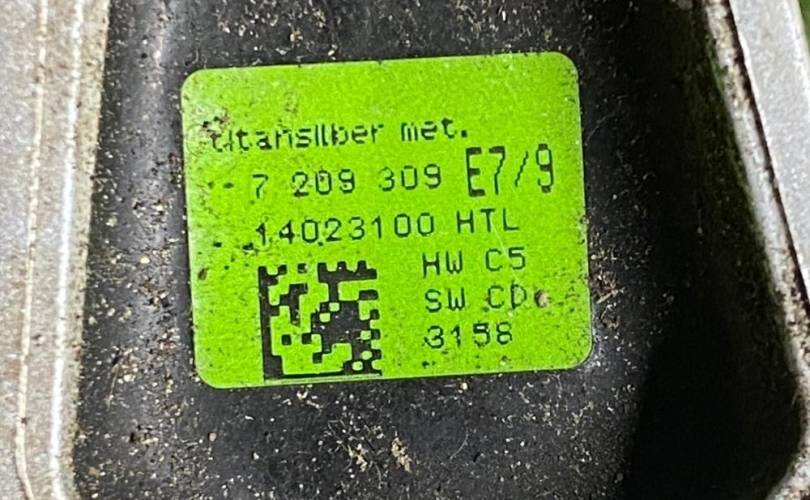 titansilber met.
7 209 309 E7/9
14023100 HTL
HW C5
SW CD
3158